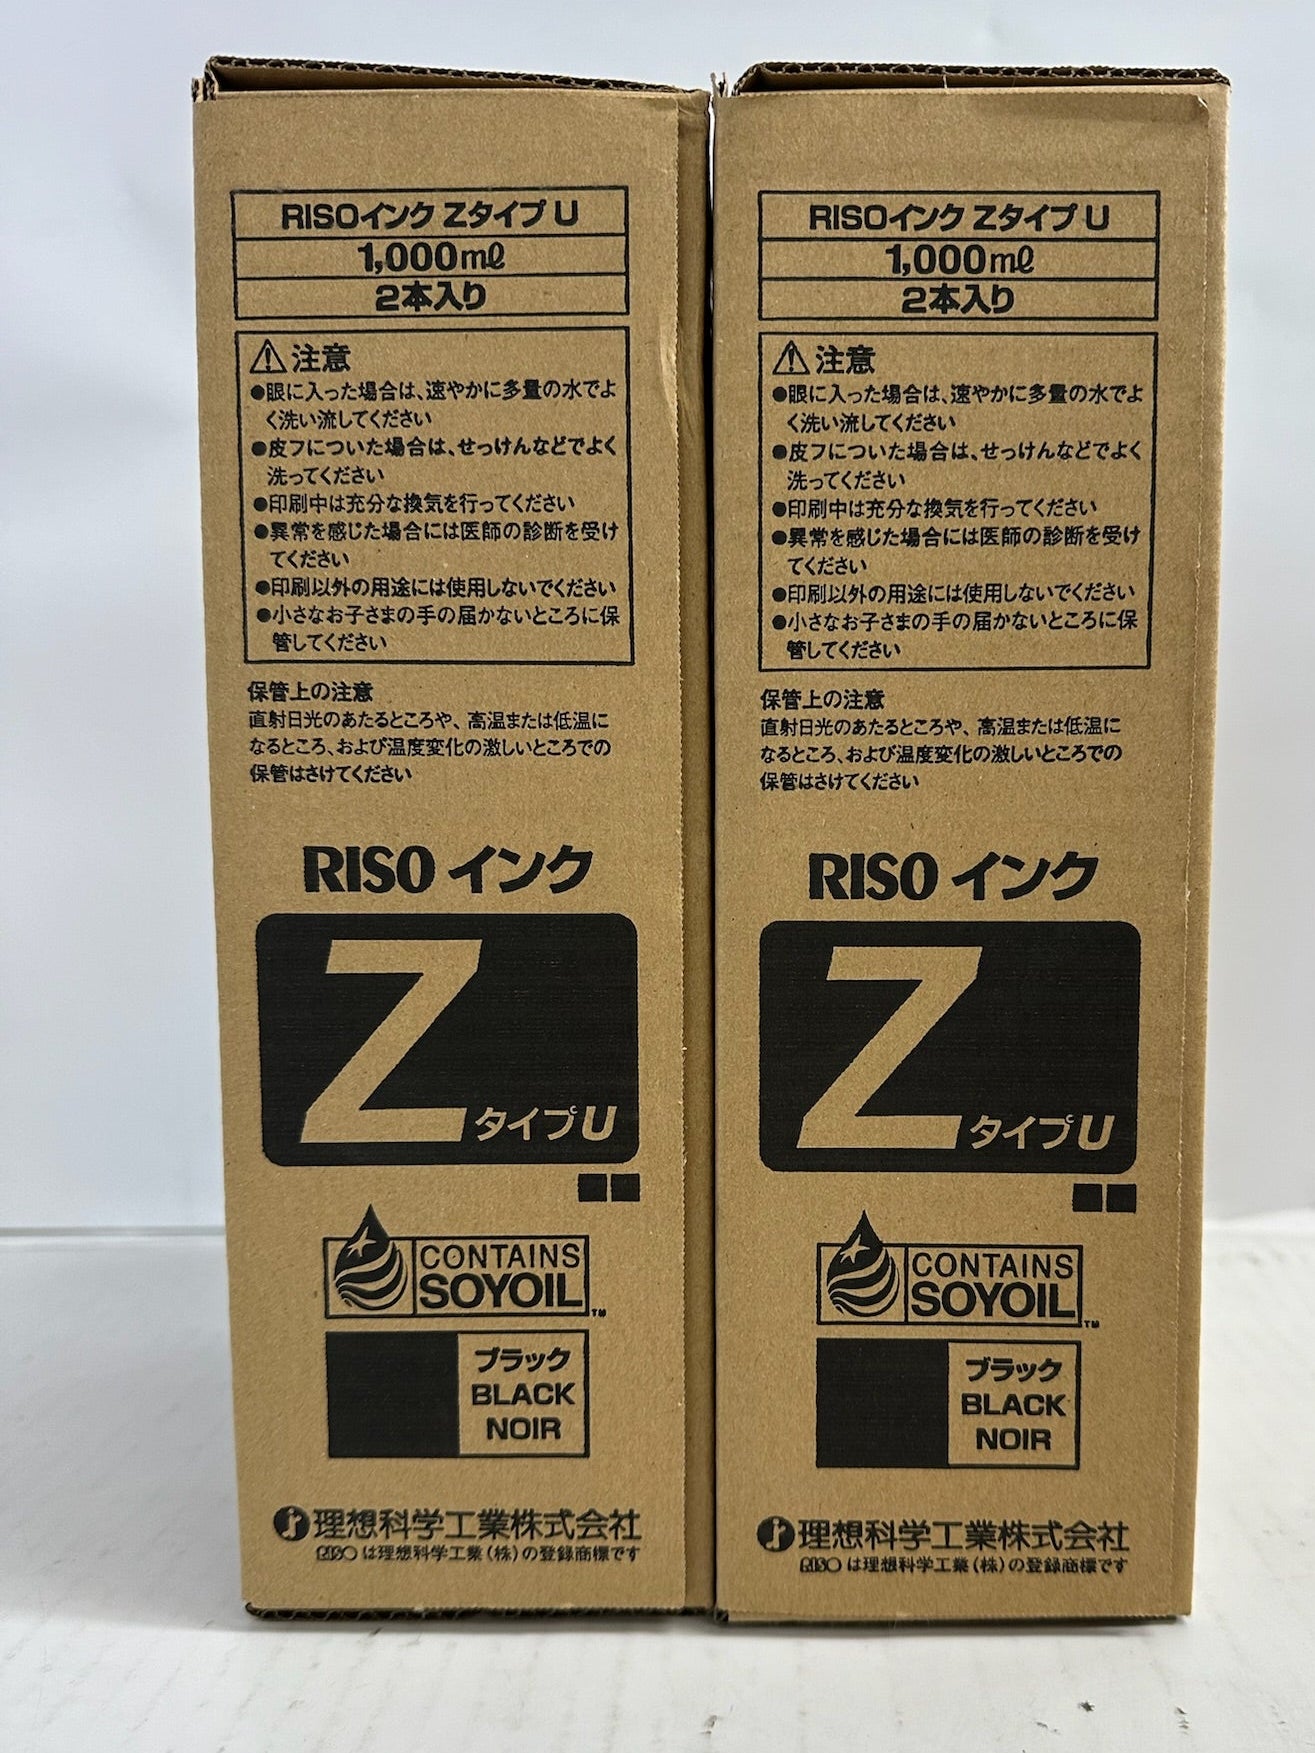 RISOインク Zタイプ U
1,000mℓ
2本入り
注意
●眼に入った場合は、速やかに多量の水でよ
く洗い流してください
●皮フについた場合は、せっけんなどでよく
洗ってください
●印刷中は充分な換気を行ってください
●異常を感じた場合には医師の診断を受け
てください
●印刷以外の用途には使用しないでください
●小さなお子さまの手の届かないところに保
管してください
保管上の注意
直射日光のあたるところや、高温または低温に
なるところ、および温度変化の激しいところでの
保管はさけてください
RISO インク
Z タイプU
CONTAINS
SOYOIL™
ブラック
BLACK
NOIR
理想科学工業株式会社
RISO は理想科学工業(株)の登録商標です
RISOインク Zタイプ U
1,000mℓ
2本入り
注意
●眼に入った場合は、速やかに多量の水でよ
く洗い流してください
●皮フについた場合は、せっけんなどでよく
洗ってください
●印刷中は充分な換気を行ってください
●異常を感じた場合には医師の診断を受け
てください
●印刷以外の用途には使用しないでください
●小さなお子さまの手の届かないところに保
管してください
保管上の注意
直射日光のあたるところや、高温または低温に
なるところ、および温度変化の激しいところでの
保管はさけてください
RISO インク
Z タイプU
CONTAINS
SOYOIL™
ブラック
BLACK
NOIR
理想科学工業株式会社
RISO は理想科学工業(株)の登録商標です